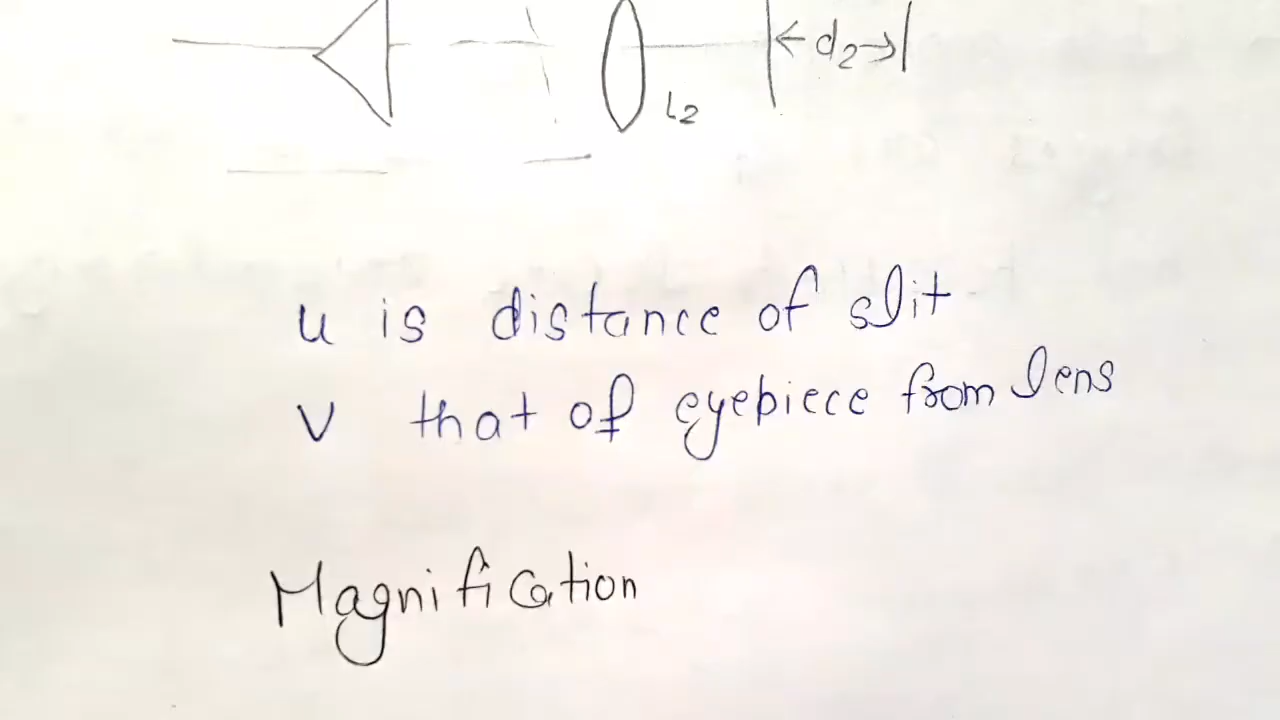 d2
L2
u is distance of slit
v that of eyepiece from lens
Magnification